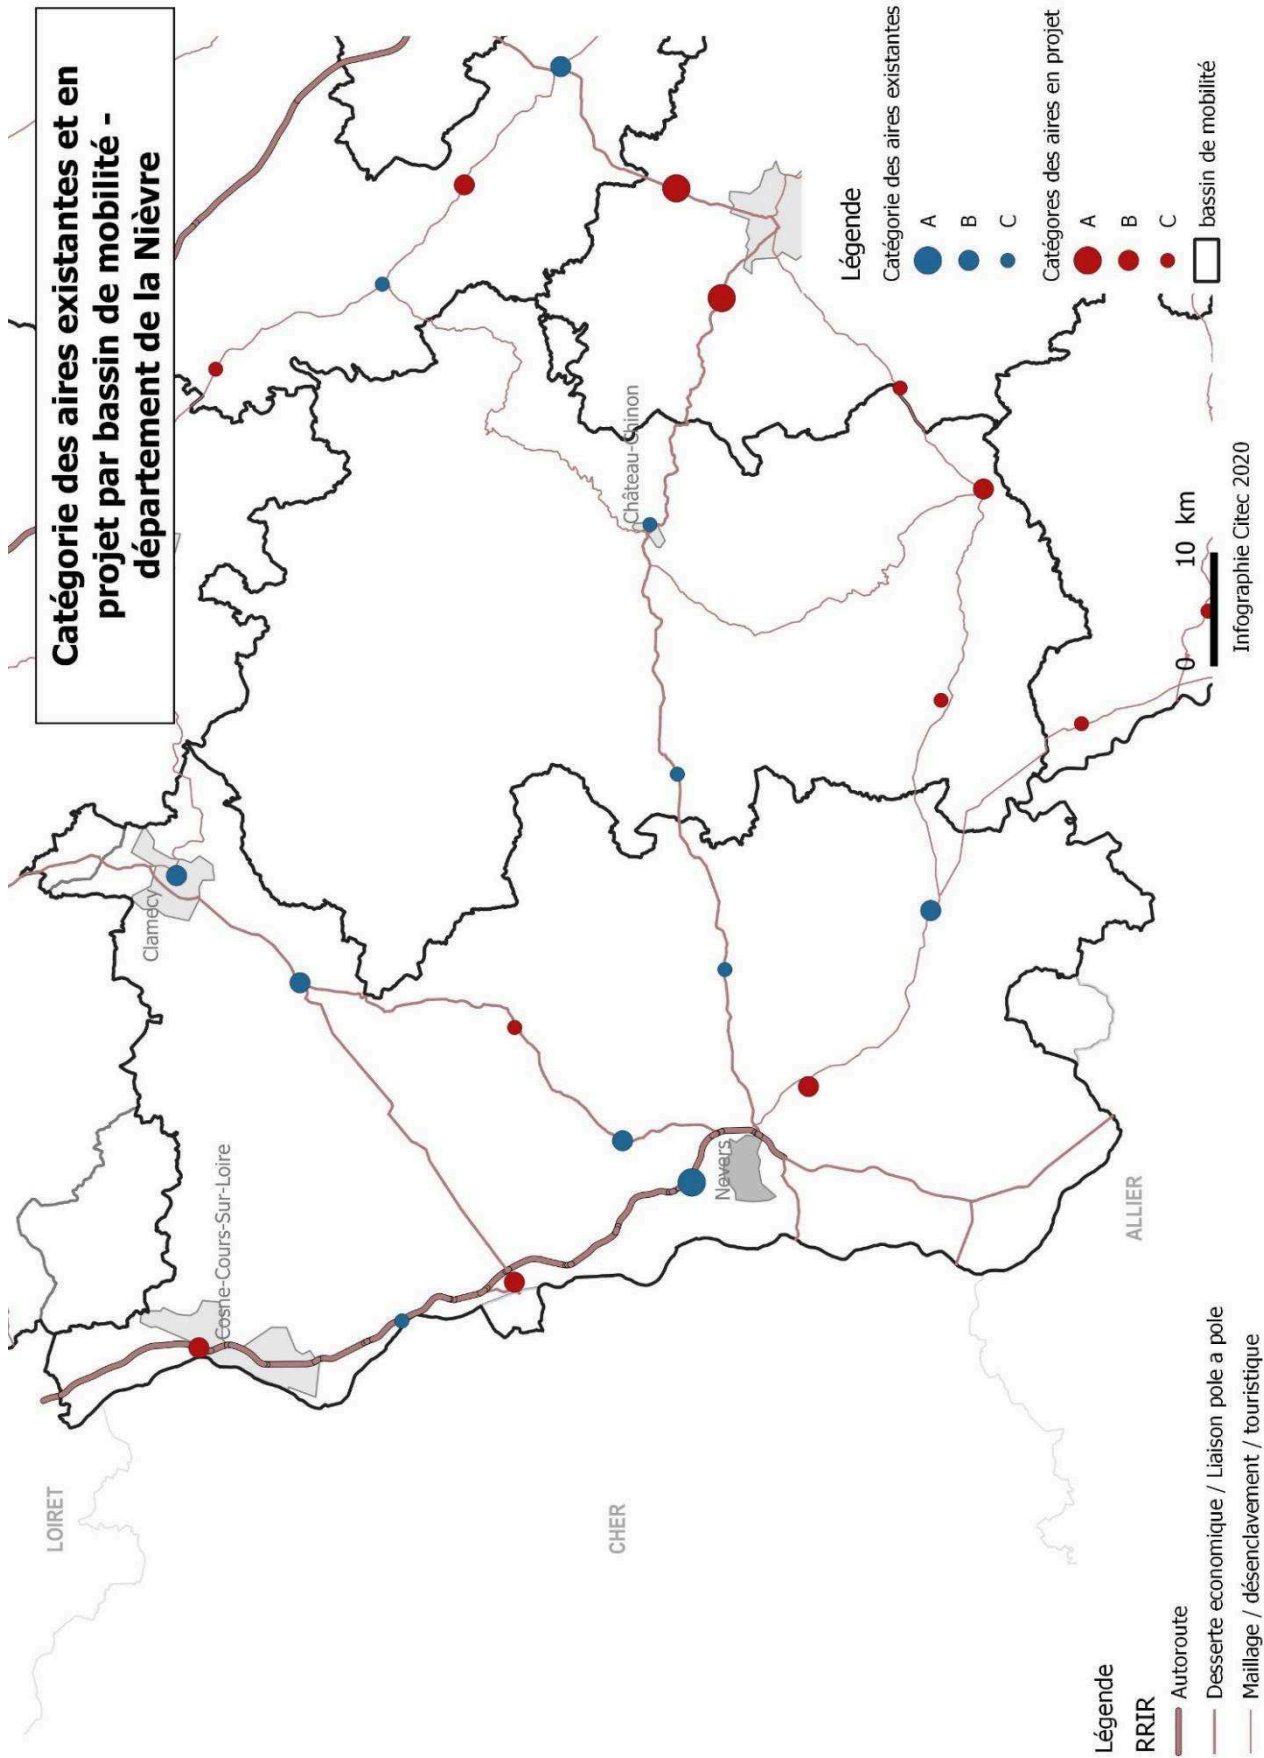 Catégorie des aires existantes et en
projet par bassin de mobilité -
département de la Nièvre
LOIRET
Cosne-Cours-Sur-Loire
Clamecy
CHER
Nevers
Château-Chinon
ALLIER
Légende
RRIR
Autoroute
Desserte economique / Liaison pole a pole
Maillage / désenclavement / touristique
0 10 km
Infographie Citec 2020
Légende
Catégorie des aires existantes
A
B
C
Catégores des aires en projet
A
B
C
bassin de mobilité